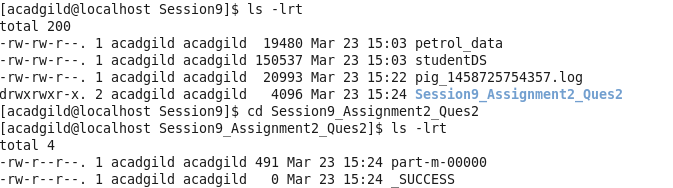 [acadgild@localhost Session9]$ ls -lrt
total 200
-rw-rw-r--. 1 acadgild acadgild  19480 Mar 23 15:03 petrol_data
-rw-rw-r--. 1 acadgild acadgild 150537 Mar 23 15:03 studentDS
-rw-rw-r--. 1 acadgild acadgild  20993 Mar 23 15:22 pig_1458725754357.log
drwxrwxr-x. 2 acadgild acadgild   4096 Mar 23 15:24 Session9_Assignment2_Ques2
[acadgild@localhost Session9]$ cd Session9_Assignment2_Ques2
[acadgild@localhost Session9_Assignment2_Ques2]$ ls -lrt
total 4
-rw-r--r--. 1 acadgild acadgild 491 Mar 23 15:24 part-m-00000
-rw-r--r--. 1 acadgild acadgild   0 Mar 23 15:24 _SUCCESS